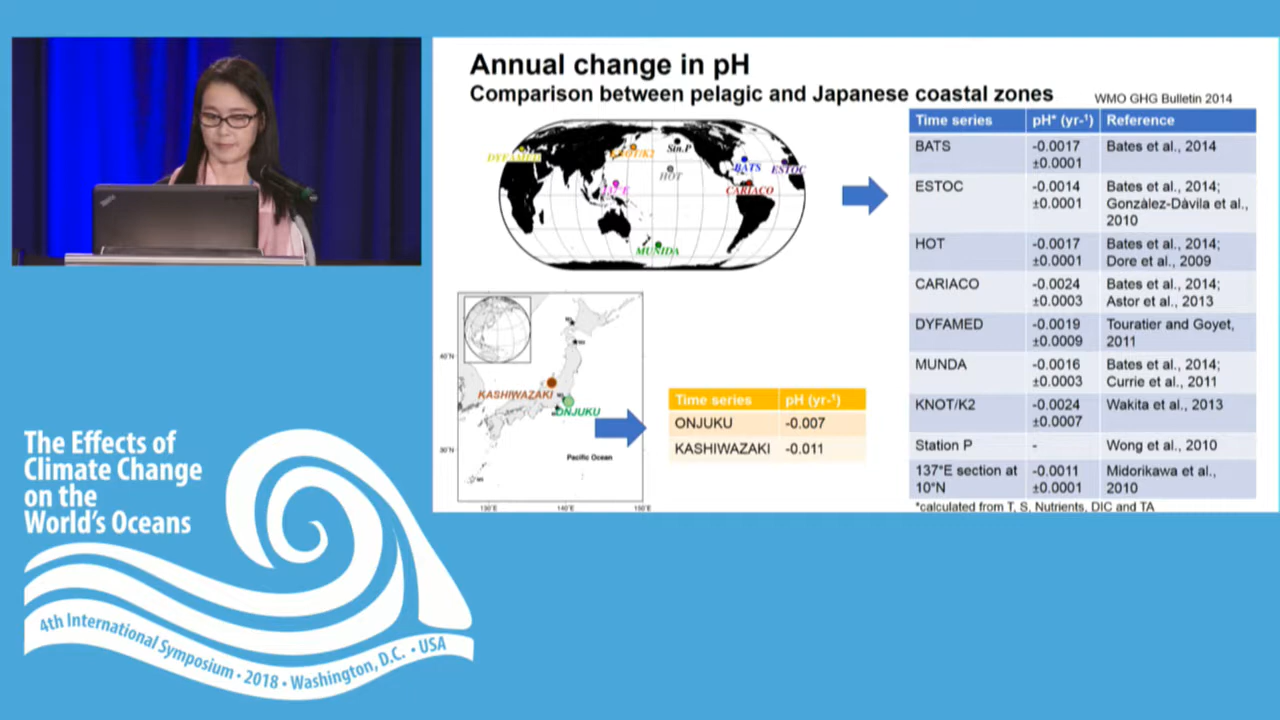 Annual change in pH
Comparison between pelagic and Japanese coastal zones
WMO GHG Bulletin 2014
DYFAMED
KNOT/K2
Stn.P
HOT
BATS
ESTOC
CARIACO
MUNIDA
Time series pH* (yr-1) Reference
BATS -0.0017 Bates et al., 2014
±0.0001
ESTOC -0.0014 Bates et al., 2014;
±0.0001 Gonzàlez-Dàvila et al.,
2010
HOT -0.0017 Bates et al., 2014;
±0.0001 Dore et al., 2009
CARIACO -0.0024 Bates et al., 2014;
±0.0003 Astor et al., 2013
DYFAMED -0.0019 Touratier and Goyet,
±0.0009 2011
MUNDA -0.0016 Bates et al., 2014;
±0.0003 Currie et al., 2011
KNOT/K2 -0.0024 Wakita et al., 2013
±0.0007
Station P - Wong et al., 2010
137°E section at -0.0011 Midorikawa et al.,
10°N ±0.0001 2010
*calculated from T, S, Nutrients, DIC and TA
40°N
KASHIWAZAKI
ONJUKU
30°N
Pacific Ocean
130°E 140°E 150°E
Time series pH (yr-1)
ONJUKU -0.007
KASHIWAZAKI -0.011
The Effects of
Climate Change
on the
World's Oceans
4th International Symposium • 2018 • Washington, D.C. • USA